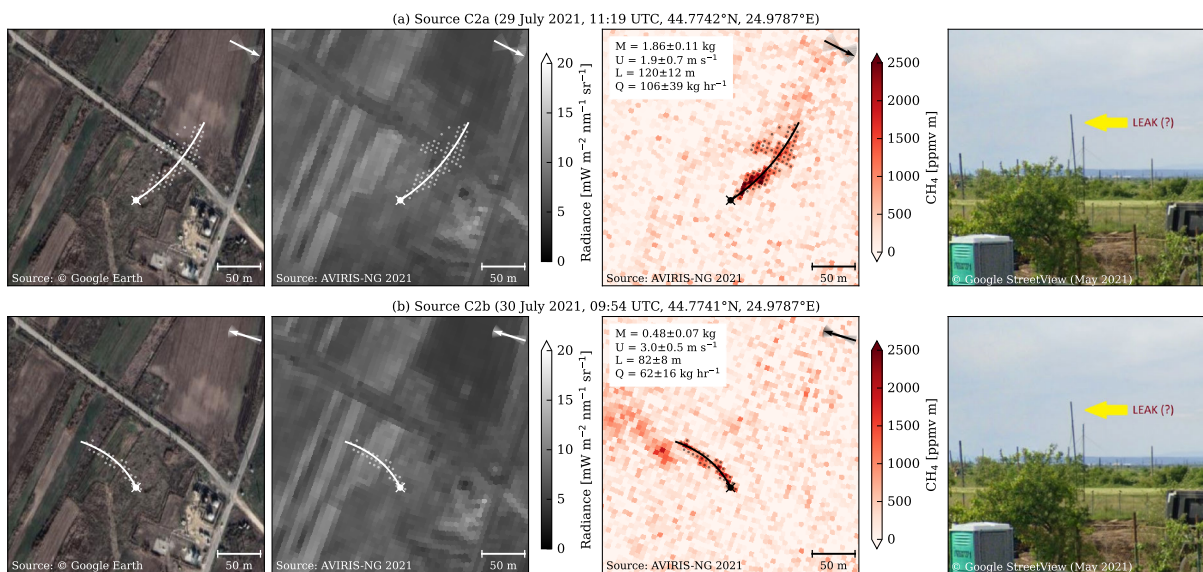 (a) Source C2a (29 July 2021, 11:19 UTC, 44.7742°N, 24.9787°E)
Source: © Google Earth
50 m
Source: AVIRIS-NG 2021
50 m
20
15
10
5
0
Radiance [mW m⁻² nm⁻¹ sr⁻¹]
M = 1.86±0.11 kg
U = 1.9±0.7 m s⁻¹
L = 120±12 m
Q = 106±39 kg hr⁻¹
Source: AVIRIS-NG 2021
50 m
2500
2000
1500
1000
500
0
CH₄ [ppmv m]
LEAK (?)
© Google StreetView (May 2021)
(b) Source C2b (30 July 2021, 09:54 UTC, 44.7741°N, 24.9787°E)
Source: © Google Earth
50 m
Source: AVIRIS-NG 2021
50 m
20
15
10
5
0
Radiance [mW m⁻² nm⁻¹ sr⁻¹]
M = 0.48±0.07 kg
U = 3.0±0.5 m s⁻¹
L = 82±8 m
Q = 62±16 kg hr⁻¹
Source: AVIRIS-NG 2021
50 m
2500
2000
1500
1000
500
0
CH₄ [ppmv m]
LEAK (?)
© Google StreetView (May 2021)